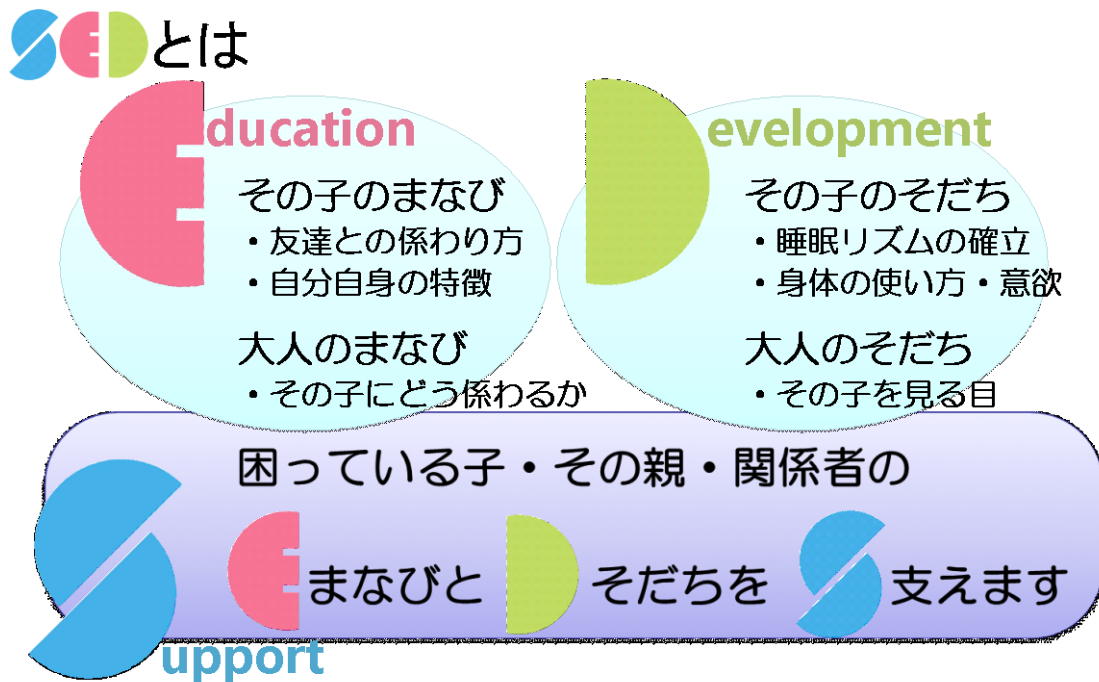 SEDとは
Education
その子のまなび
・友達との係わり方
・自分自身の特徴
大人のまなび
・その子にどう係わるか
Development
その子のそだち
・睡眠リズムの確立
・身体の使い方・意欲
大人のそだち
・その子を見る目
困っている子・その親・関係者の
E まなびと D そだちを S 支えます
Support